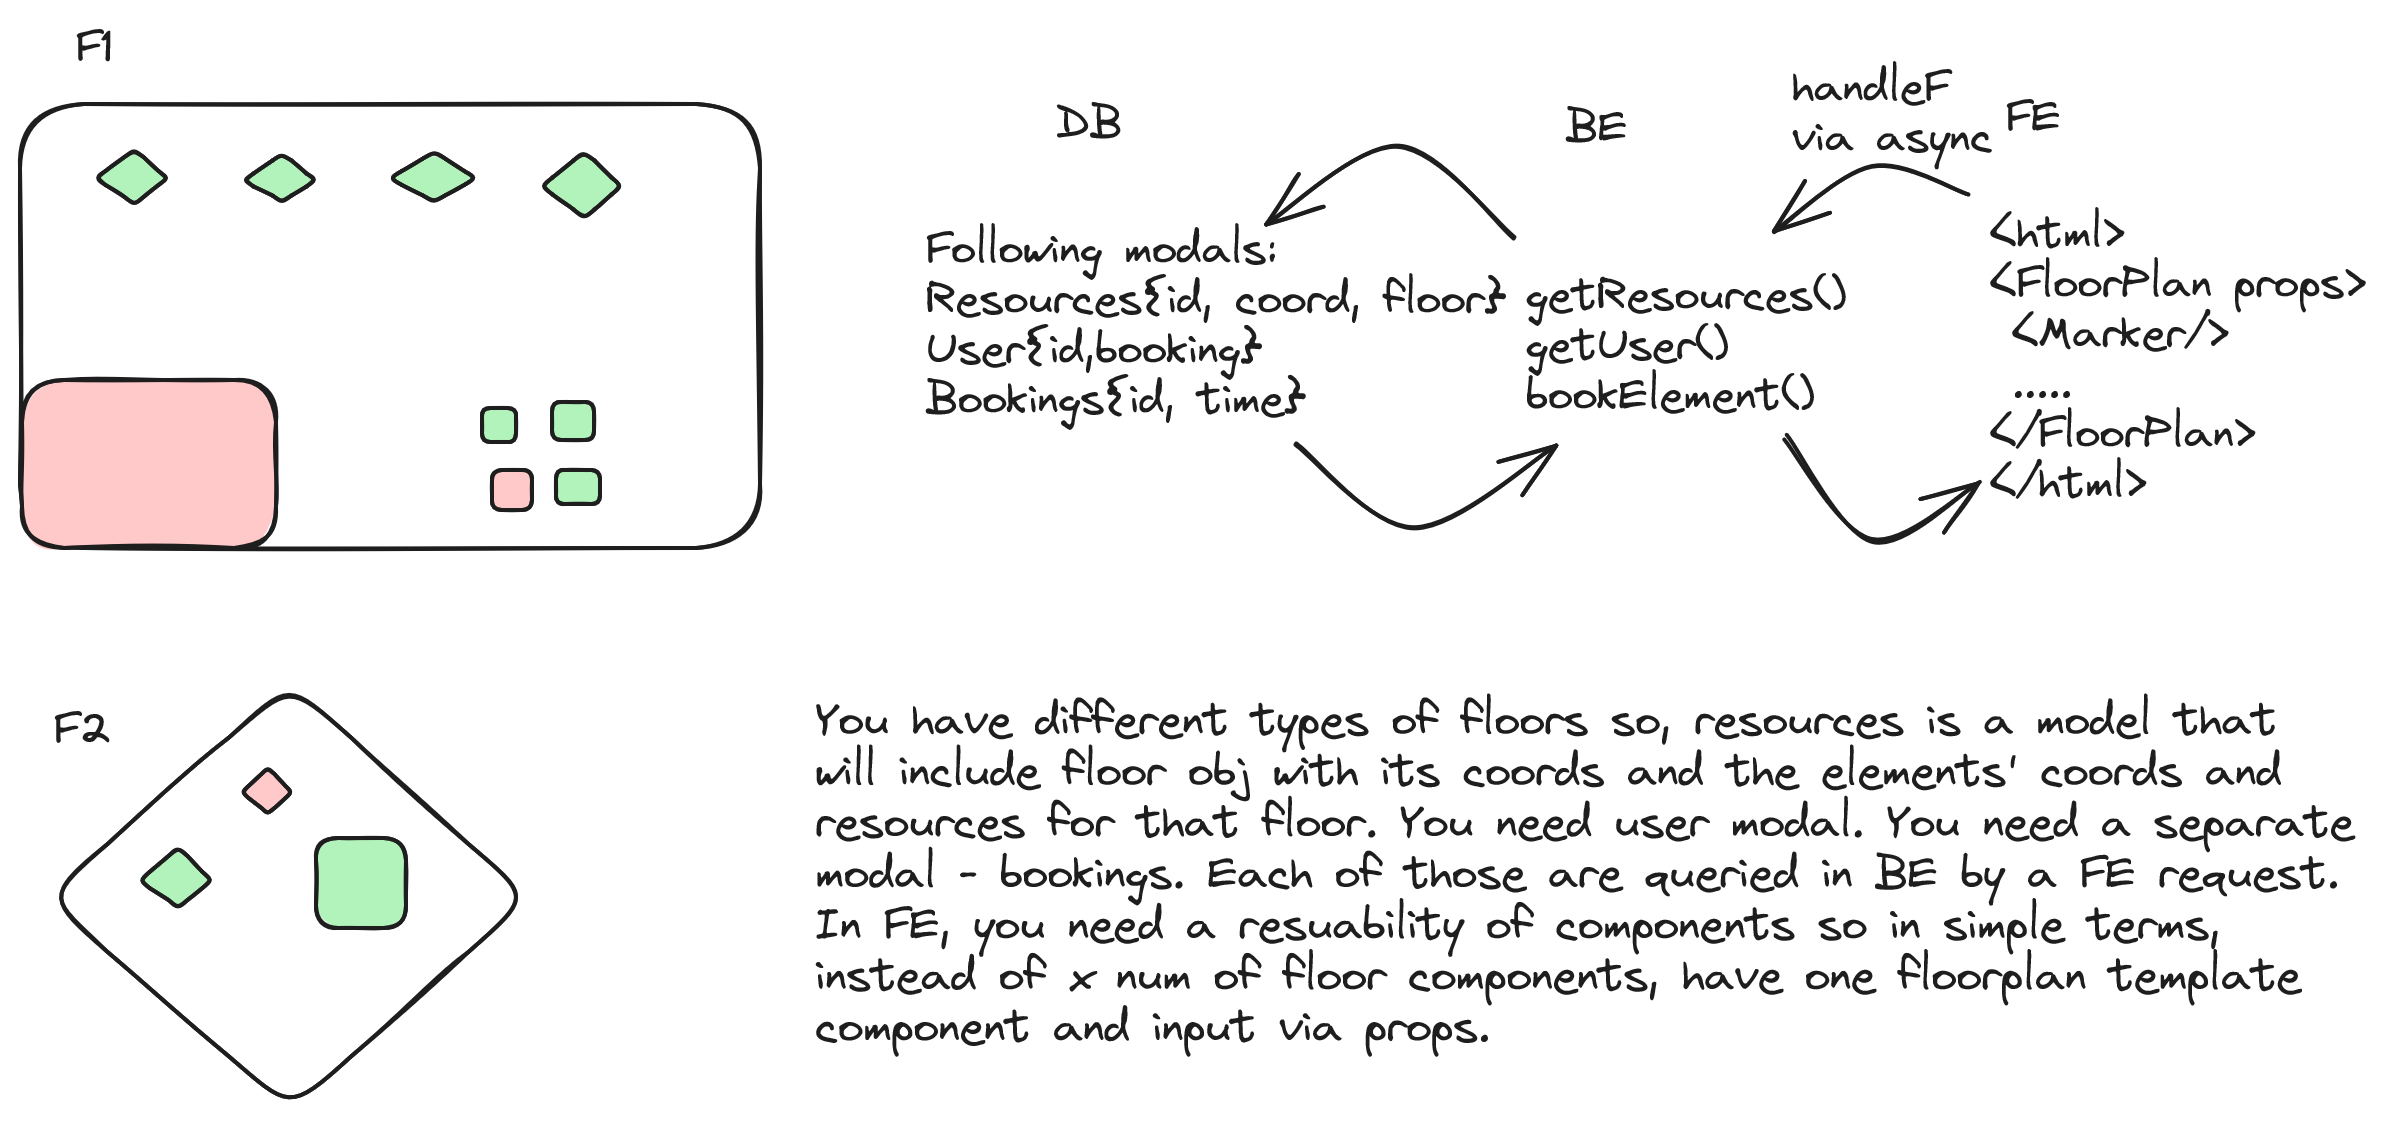 F1
DB
BE
handleF
via async
FE
Following modals:
Resources{id, coord, floor}
User{id,booking}
Bookings{id, time}
getResources()
getUser()
bookElement()
<html>
<FloorPlan props>
<Marker/>
.....
</FloorPlan>
</html>
F2
You have different types of floors so, resources is a model that
will include floor obj with its coords and the elements' coords and
resources for that floor. You need user modal. You need a separate
modal - bookings. Each of those are queried in BE by a FE request.
In FE, you need a resuability of components so in simple terms,
instead of x num of floor components, have one floorplan template
component and input via props.